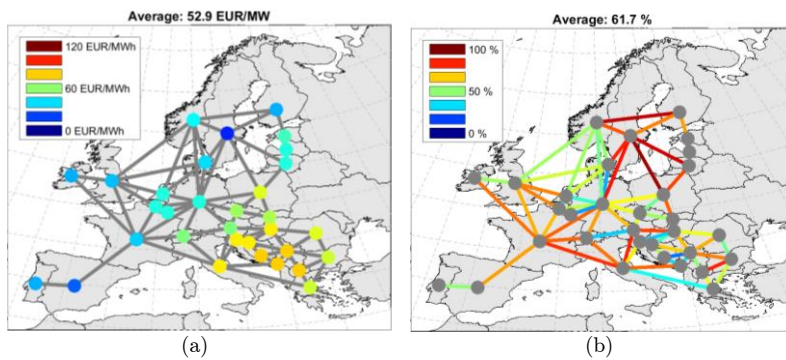 Average: 52.9 EUR/MW
120 EUR/MWh
60 EUR/MWh
0 EUR/MWh
(a)
Average: 61.7 %
100 %
50 %
0 %
(b)